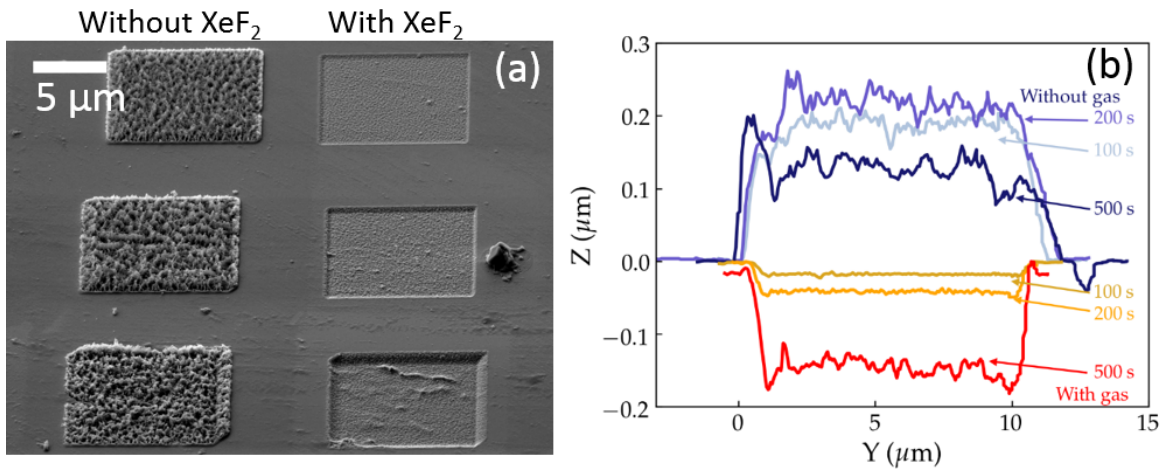 Without XeF₂ With XeF₂
(a)
5 µm
(b)
0.3
0.2
0.1
0.0
−0.1
−0.2
Z (µm)
Without gas
200 s
100 s
500 s
100 s
200 s
500 s
With gas
0 5 10 15
Y (µm)